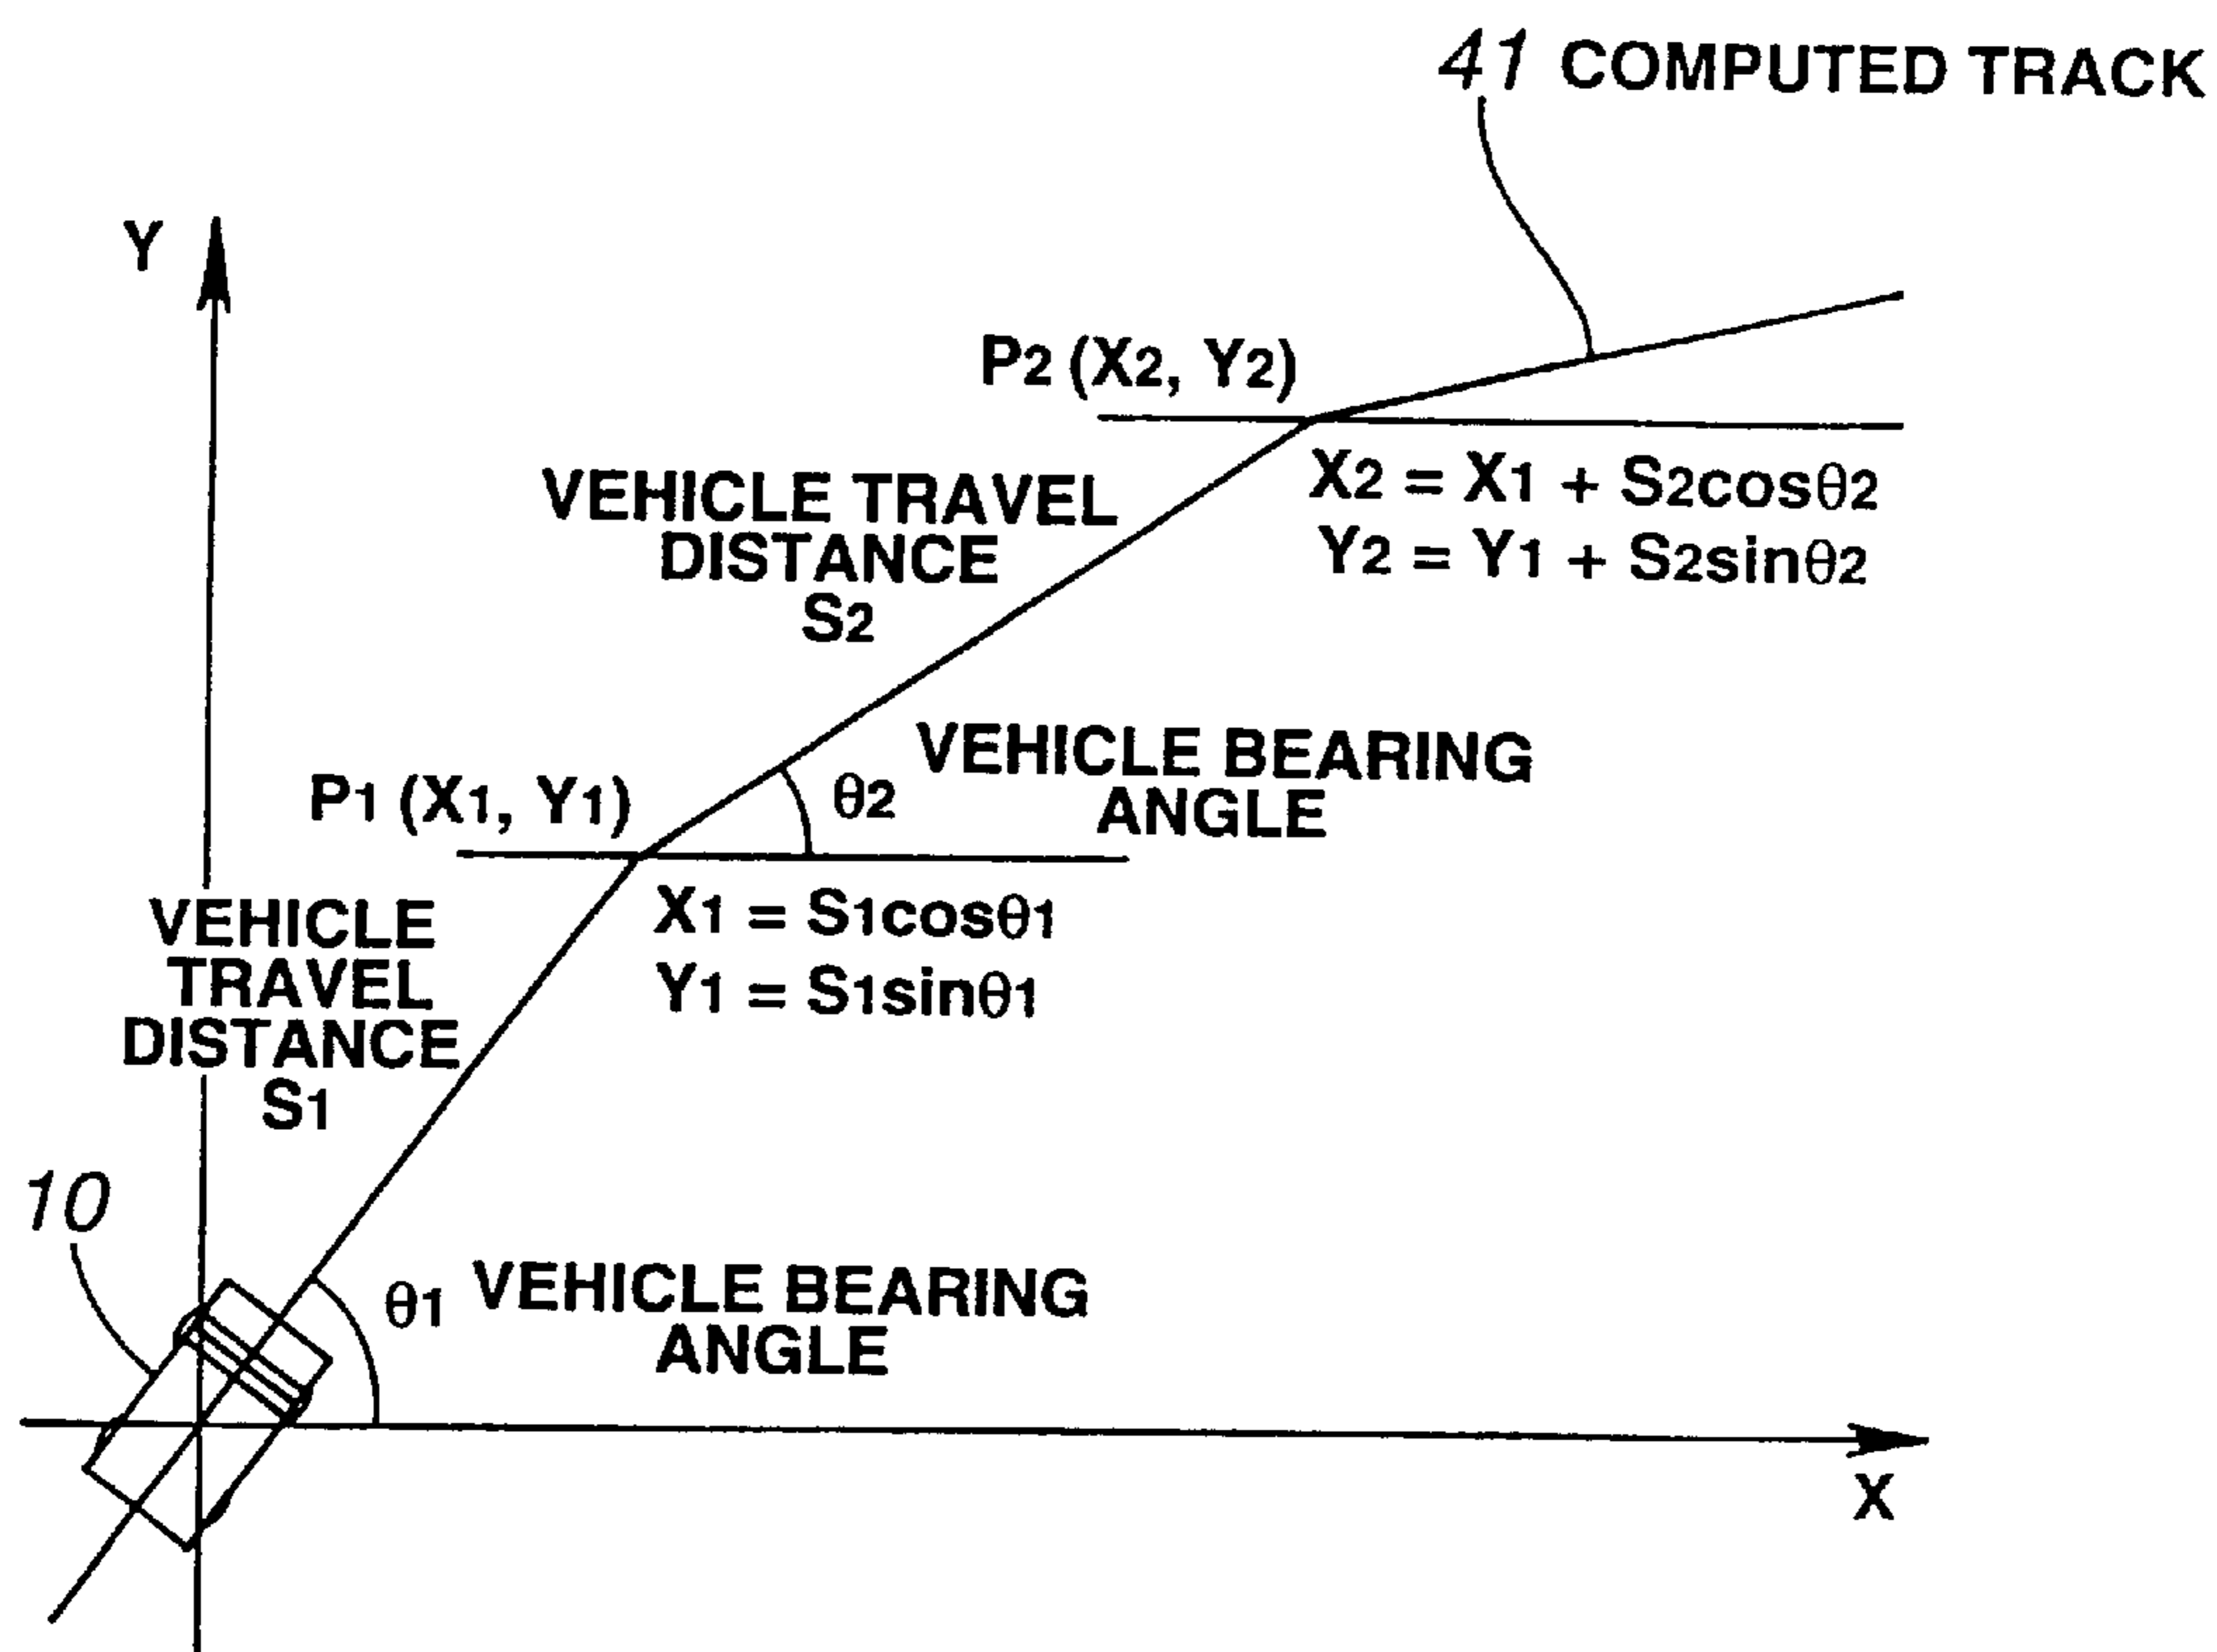 41 COMPUTED TRACK
Y
P2 (X2, Y2)
X2 = X1 + S2cosθ2
Y2 = Y1 + S2sinθ2
VEHICLE TRAVEL
DISTANCE
S2
VEHICLE BEARING
ANGLE
θ2
P1 (X1, Y1)
X1 = S1cosθ1
Y1 = S1sinθ1
VEHICLE
TRAVEL
DISTANCE
S1
10
θ1
VEHICLE BEARING
ANGLE
X